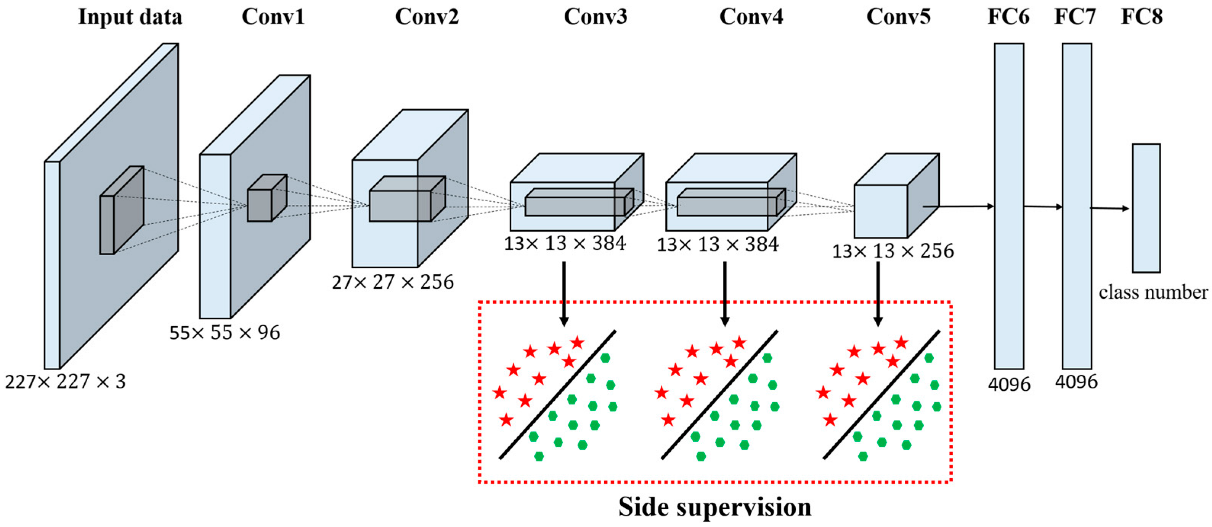 Input data
Conv1
Conv2
Conv3
Conv4
Conv5
FC6
FC7
FC8
227× 227 × 3
55× 55 × 96
27× 27 × 256
13× 13 × 384
13× 13 × 384
13× 13 × 256
4096
4096
class number
Side supervision